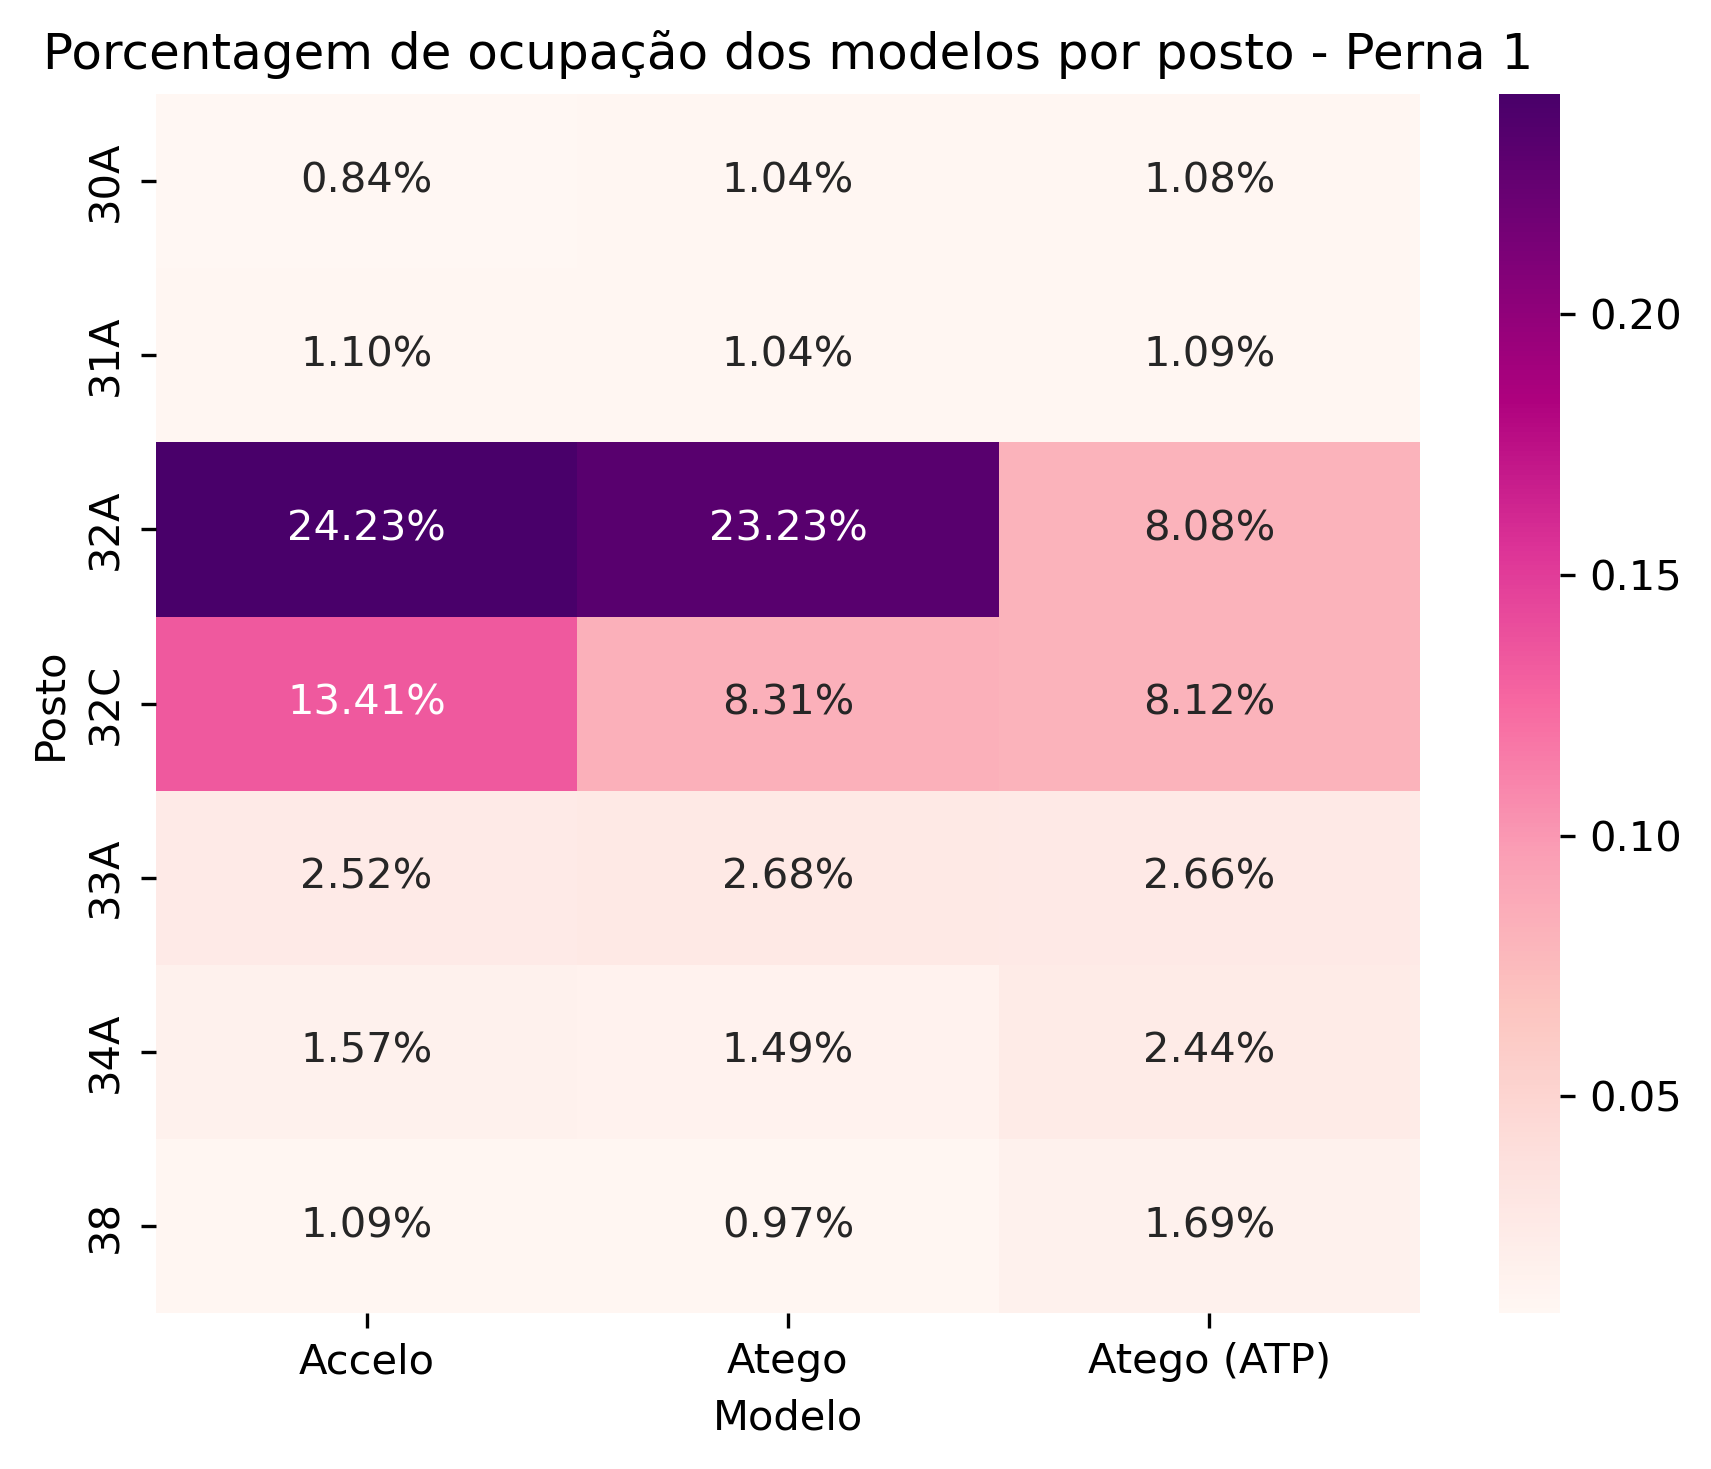 Porcentagem de ocupação dos modelos por posto - Perna 1
Posto
30A
0.84%
1.04%
1.08%
31A
1.10%
1.04%
1.09%
32A
24.23%
23.23%
8.08%
32C
13.41%
8.31%
8.12%
33A
2.52%
2.68%
2.66%
34A
1.57%
1.49%
2.44%
38
1.09%
0.97%
1.69%
Accelo
Atego
Atego (ATP)
Modelo
0.20
0.15
0.10
0.05